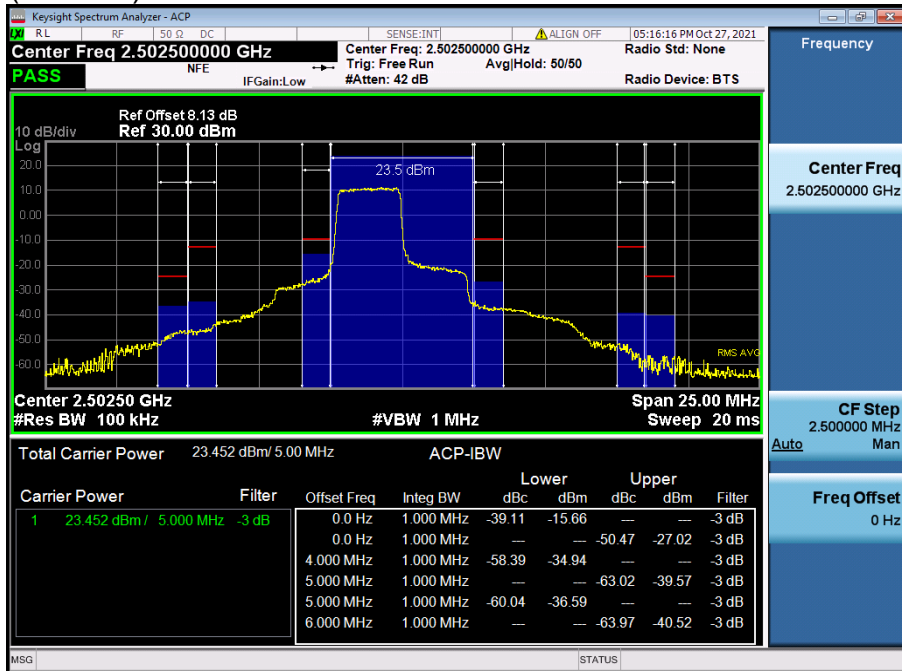 Keysight Spectrum Analyzer - ACP
LXI RL RF 50 Ω DC SENSE:INT ALIGN OFF 05:16:16 PM Oct 27, 2021
Center Freq 2.502500000 GHz
Center Freq: 2.502500000 GHz Radio Std: None
NFE Trig: Free Run Avg|Hold: 50/50
PASS IFGain:Low #Atten: 42 dB Radio Device: BTS
Ref Offset 8.13 dB
10 dB/div Ref 30.00 dBm
Log
20.0
10.0
0.00
-10.0
-20.0
-30.0
-40.0
-50.0
-60.0
23.5 dBm
RMS AVG
Center 2.50250 GHz Span 25.00 MHz
#Res BW 100 kHz #VBW 1 MHz Sweep 20 ms
Total Carrier Power 23.452 dBm/ 5.00 MHz ACP-IBW
Lower Upper
Carrier Power Filter Offset Freq Integ BW dBc dBm dBc dBm Filter
1 23.452 dBm / 5.000 MHz -3 dB 0.0 Hz 1.000 MHz -39.11 -15.66 --- --- -3 dB
0.0 Hz 1.000 MHz --- --- -50.47 -27.02 -3 dB
4.000 MHz 1.000 MHz -58.39 -34.94 --- --- -3 dB
5.000 MHz 1.000 MHz --- --- -63.02 -39.57 -3 dB
5.000 MHz 1.000 MHz -60.04 -36.59 --- --- -3 dB
6.000 MHz 1.000 MHz --- --- -63.97 -40.52 -3 dB
MSG STATUS
Frequency
Center Freq
2.502500000 GHz
CF Step
2.500000 MHz
Auto Man
Freq Offset
0 Hz